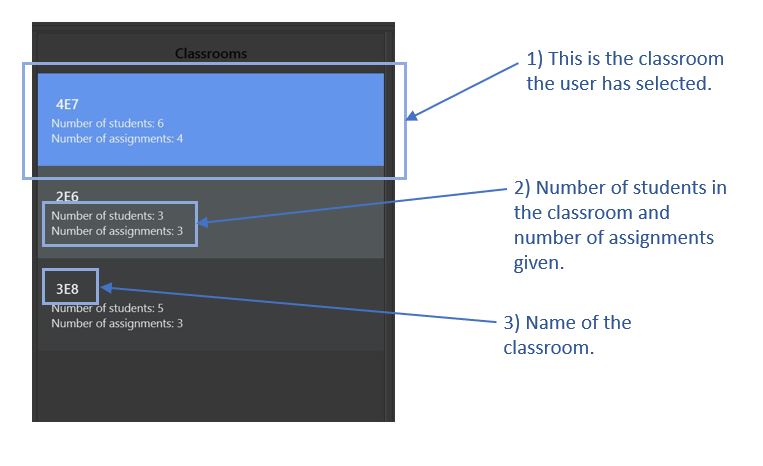 Classrooms
4E7
Number of students: 6
Number of assignments: 4
2E6
Number of students: 3
Number of assignments: 3
3E8
Number of students: 5
Number of assignments: 3
1) This is the classroom
the user has selected.
2) Number of students in
the classroom and
number of assignments
given.
3) Name of the
classroom.